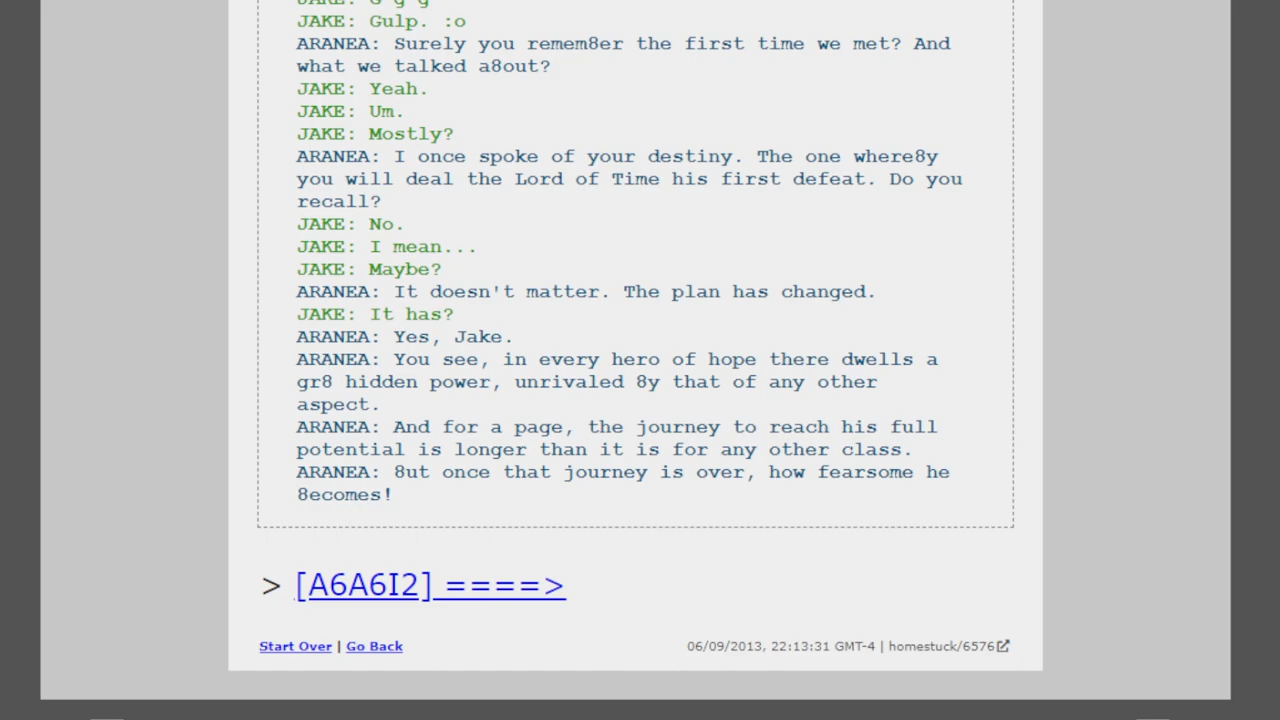 JAKE: Gulp. :o
ARANEA: Surely you remem8er the first time we met? And
what we talked a8out?
JAKE: Yeah.
JAKE: Um.
JAKE: Mostly?
ARANEA: I once spoke of your destiny. The one where8y
you will deal the Lord of Time his first defeat. Do you
recall?
JAKE: No.
JAKE: I mean...
JAKE: Maybe?
ARANEA: It doesn't matter. The plan has changed.
JAKE: It has?
ARANEA: Yes, Jake.
ARANEA: You see, in every hero of hope there dwells a
gr8 hidden power, unrivaled 8y that of any other
aspect.
ARANEA: And for a page, the journey to reach his full
potential is longer than it is for any other class.
ARANEA: 8ut once that journey is over, how fearsome he
8ecomes!
> [A6A6I2] ====>
Start Over | Go Back 06/09/2013, 22:13:31 GMT-4 | homestuck/6576